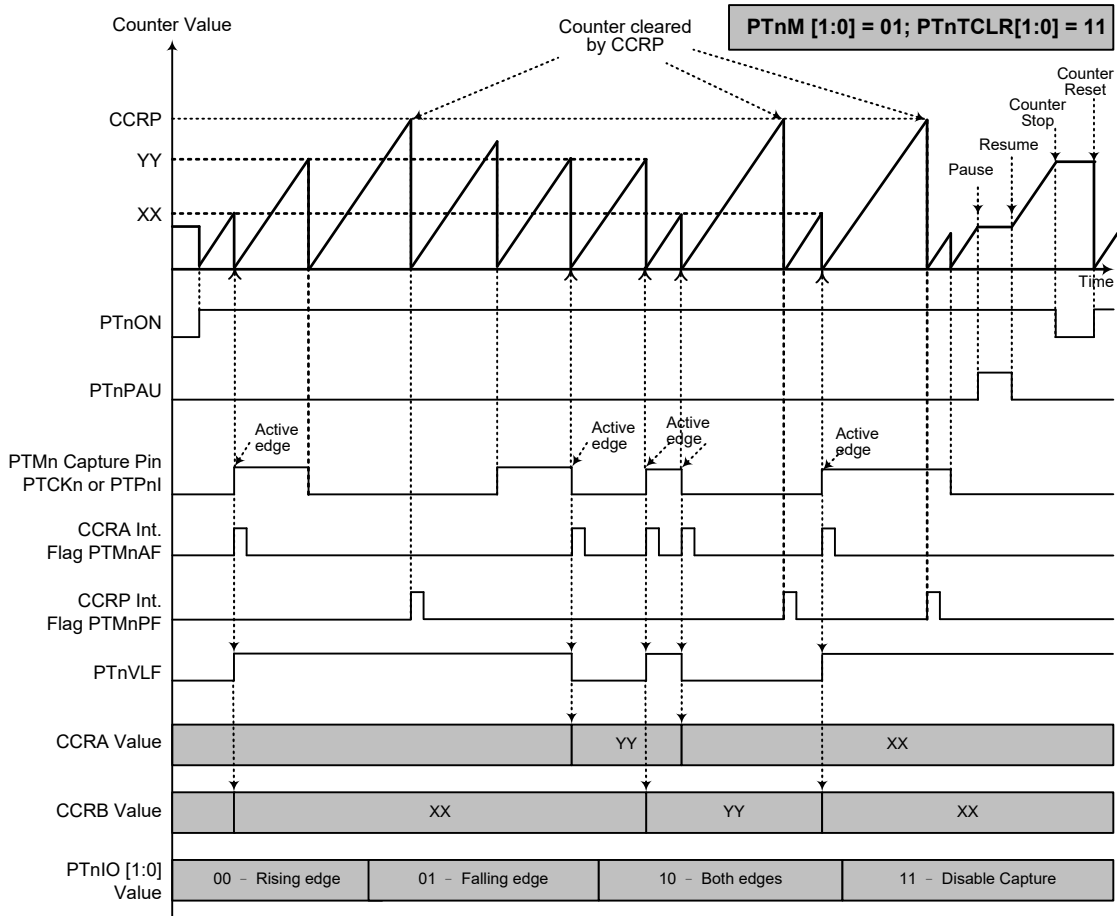 PTnM [1:0] = 01; PTnTCLR[1:0] = 11
Counter Value
Counter cleared
by CCRP
Counter
Reset
Counter
Stop
Resume
Pause
CCRP
YY
XX
Time
PTnON
PTnPAU
Active
edge
Active
edge
Active
edge
Active
edge
PTMn Capture Pin
PTCKn or PTPnI
CCRA Int.
Flag PTMnAF
CCRP Int.
Flag PTMnPF
PTnVLF
CCRA Value
YY
XX
CCRB Value
XX
YY
XX
PTnIO [1:0]
Value
00 – Rising edge
01 – Falling edge
10 – Both edges
11 – Disable Capture